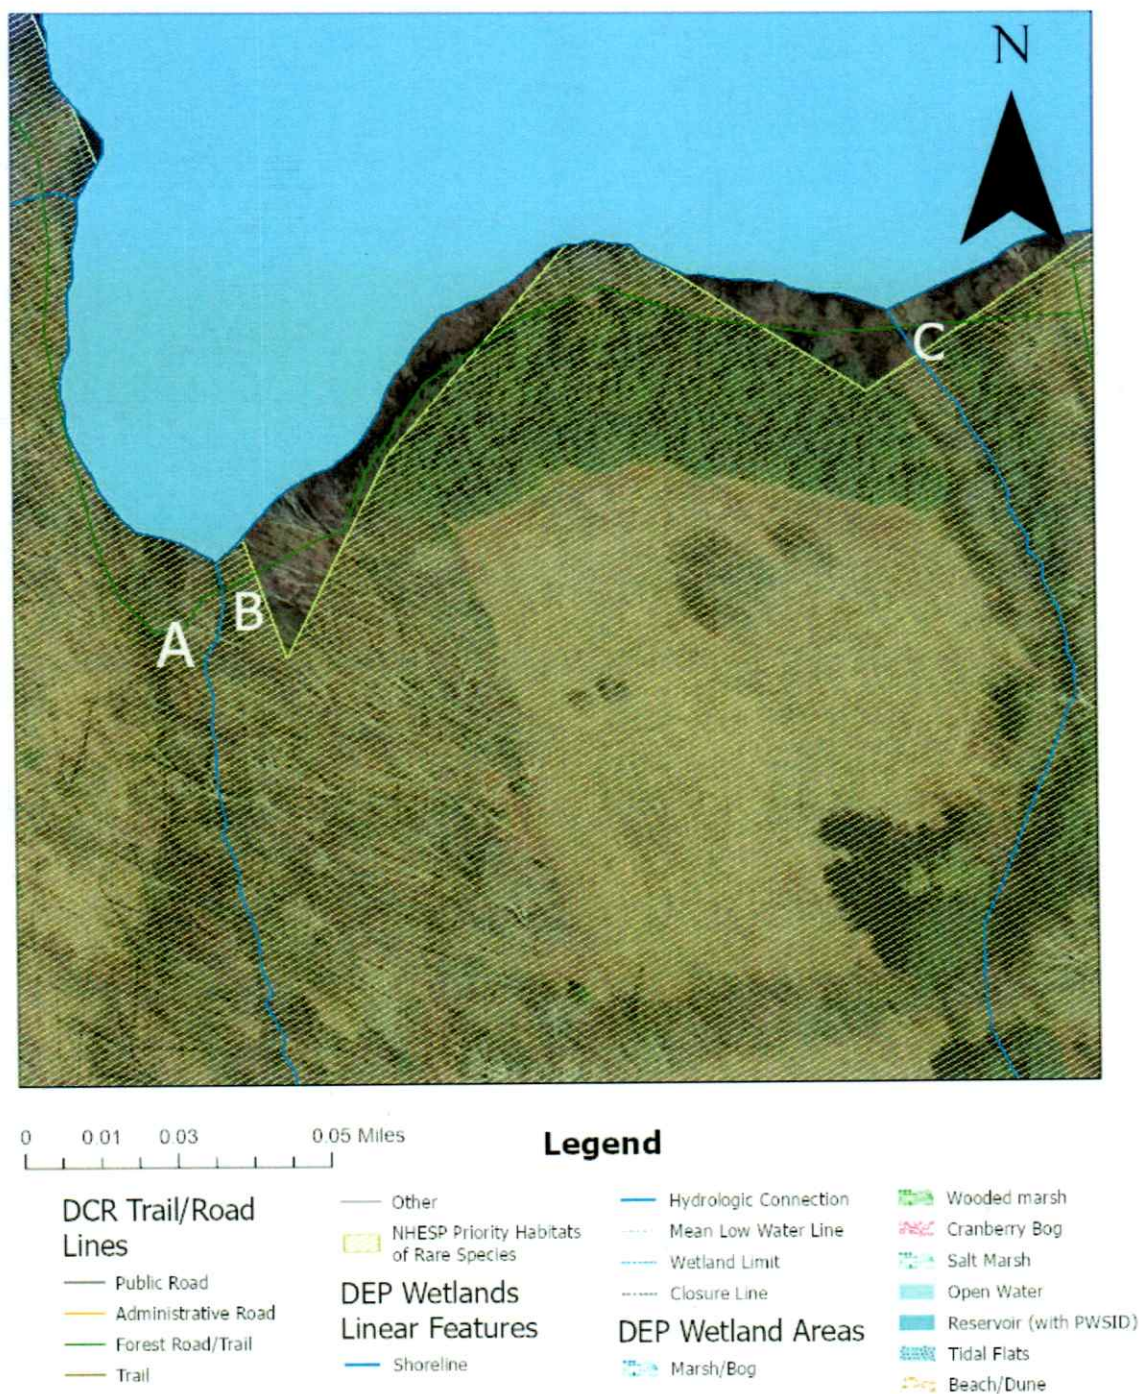 N
C
B
A
0 0.01 0.03 0.05 Miles
Legend
DCR Trail/Road
Lines
Public Road
Administrative Road
Forest Road/Trail
Trail
Other
NHESP Priority Habitats
of Rare Species
DEP Wetlands
Linear Features
Shoreline
Hydrologic Connection
Mean Low Water Line
Wetland Limit
Closure Line
DEP Wetland Areas
Marsh/Bog
Wooded marsh
Cranberry Bog
Salt Marsh
Open Water
Reservoir (with PWSID)
Tidal Flats
Beach/Dune